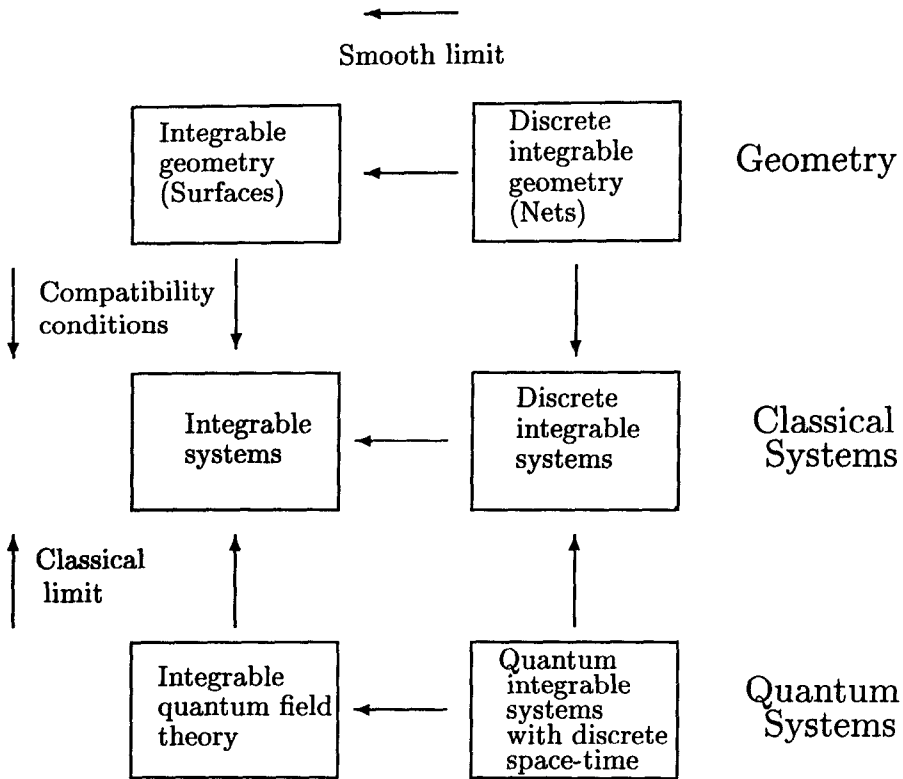 Smooth limit
Integrable
geometry
(Surfaces)
Discrete
integrable
geometry
(Nets)
Geometry
Compatibility
conditions
Integrable
systems
Discrete
integrable
systems
Classical
Systems
Classical
limit
Integrable
quantum field
theory
Quantum
integrable
systems
with discrete
space-time
Quantum
Systems